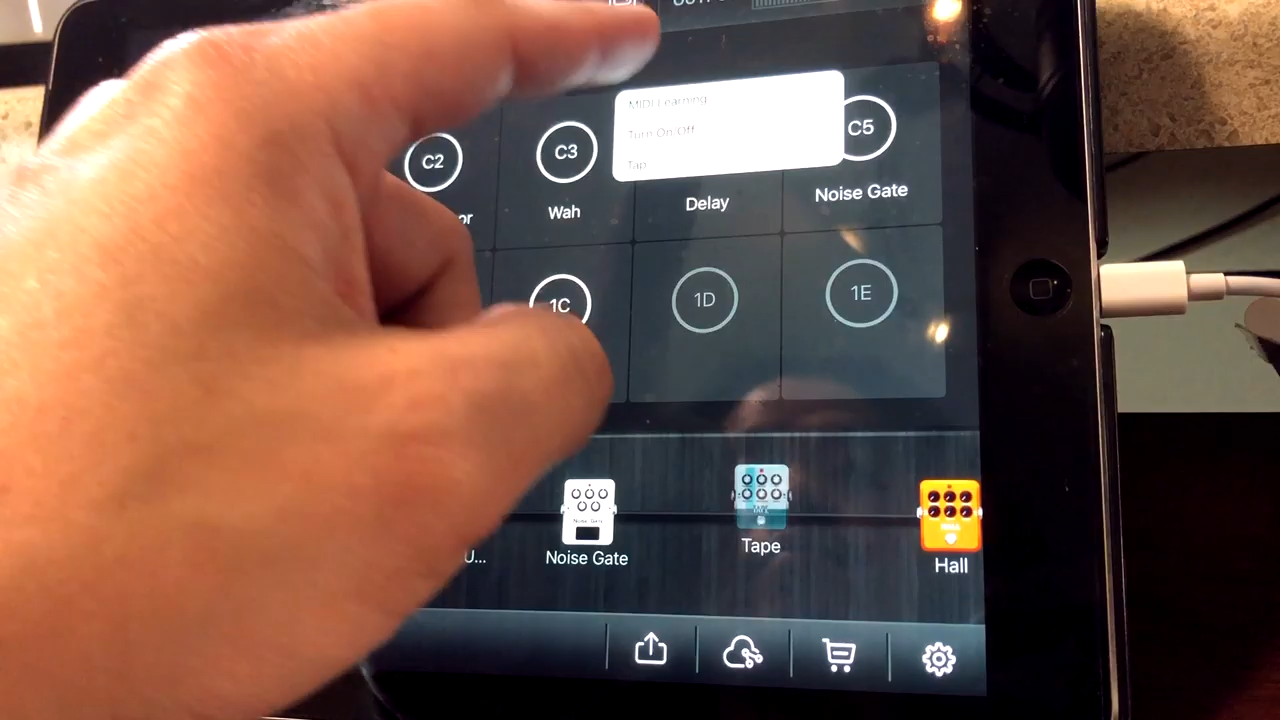 MIDI Learning
Turn On/Off
Tap
C2
C3
C5
or
Wah
Delay
Noise Gate
1C
1D
1E
U...
Noise Gate
Tape
Hall